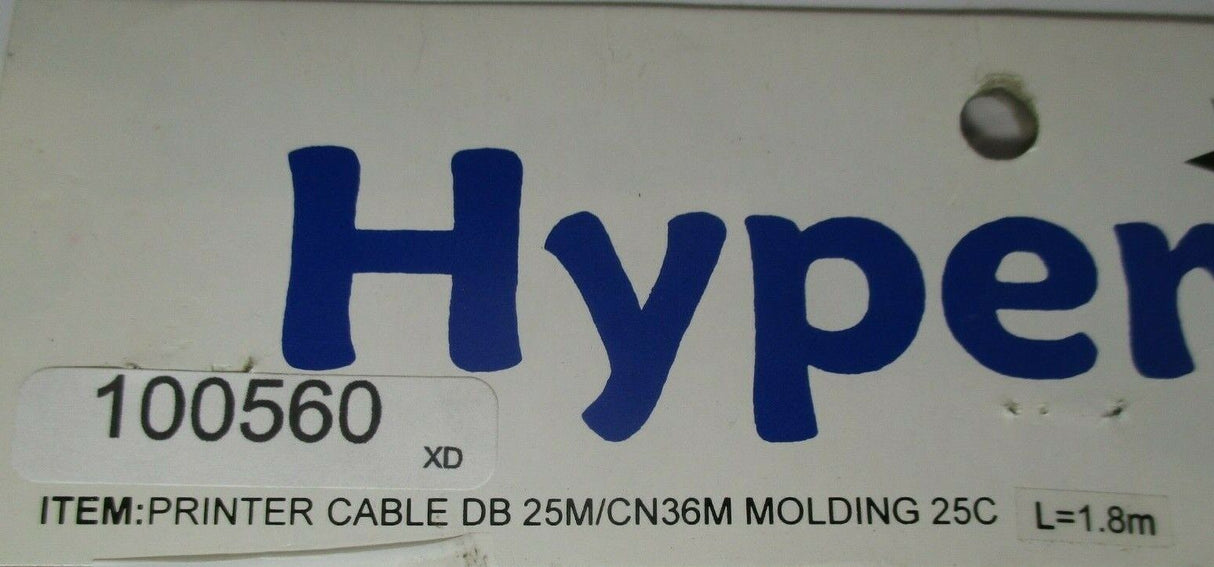 Hyper
100560
XD
ITEM:PRINTER CABLE DB 25M/CN36M MOLDING 25C L=1.8m